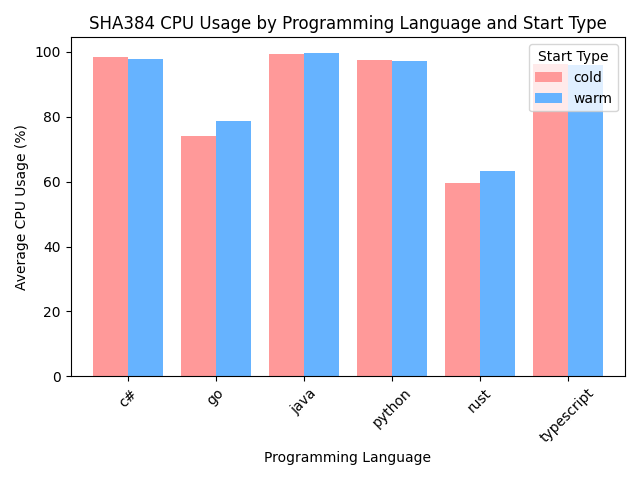 SHA384 CPU Usage by Programming Language and Start Type
Start Type
cold
warm
Average CPU Usage (%)
100
80
60
40
20
0
c#
go
java
python
rust
typescript
Programming Language